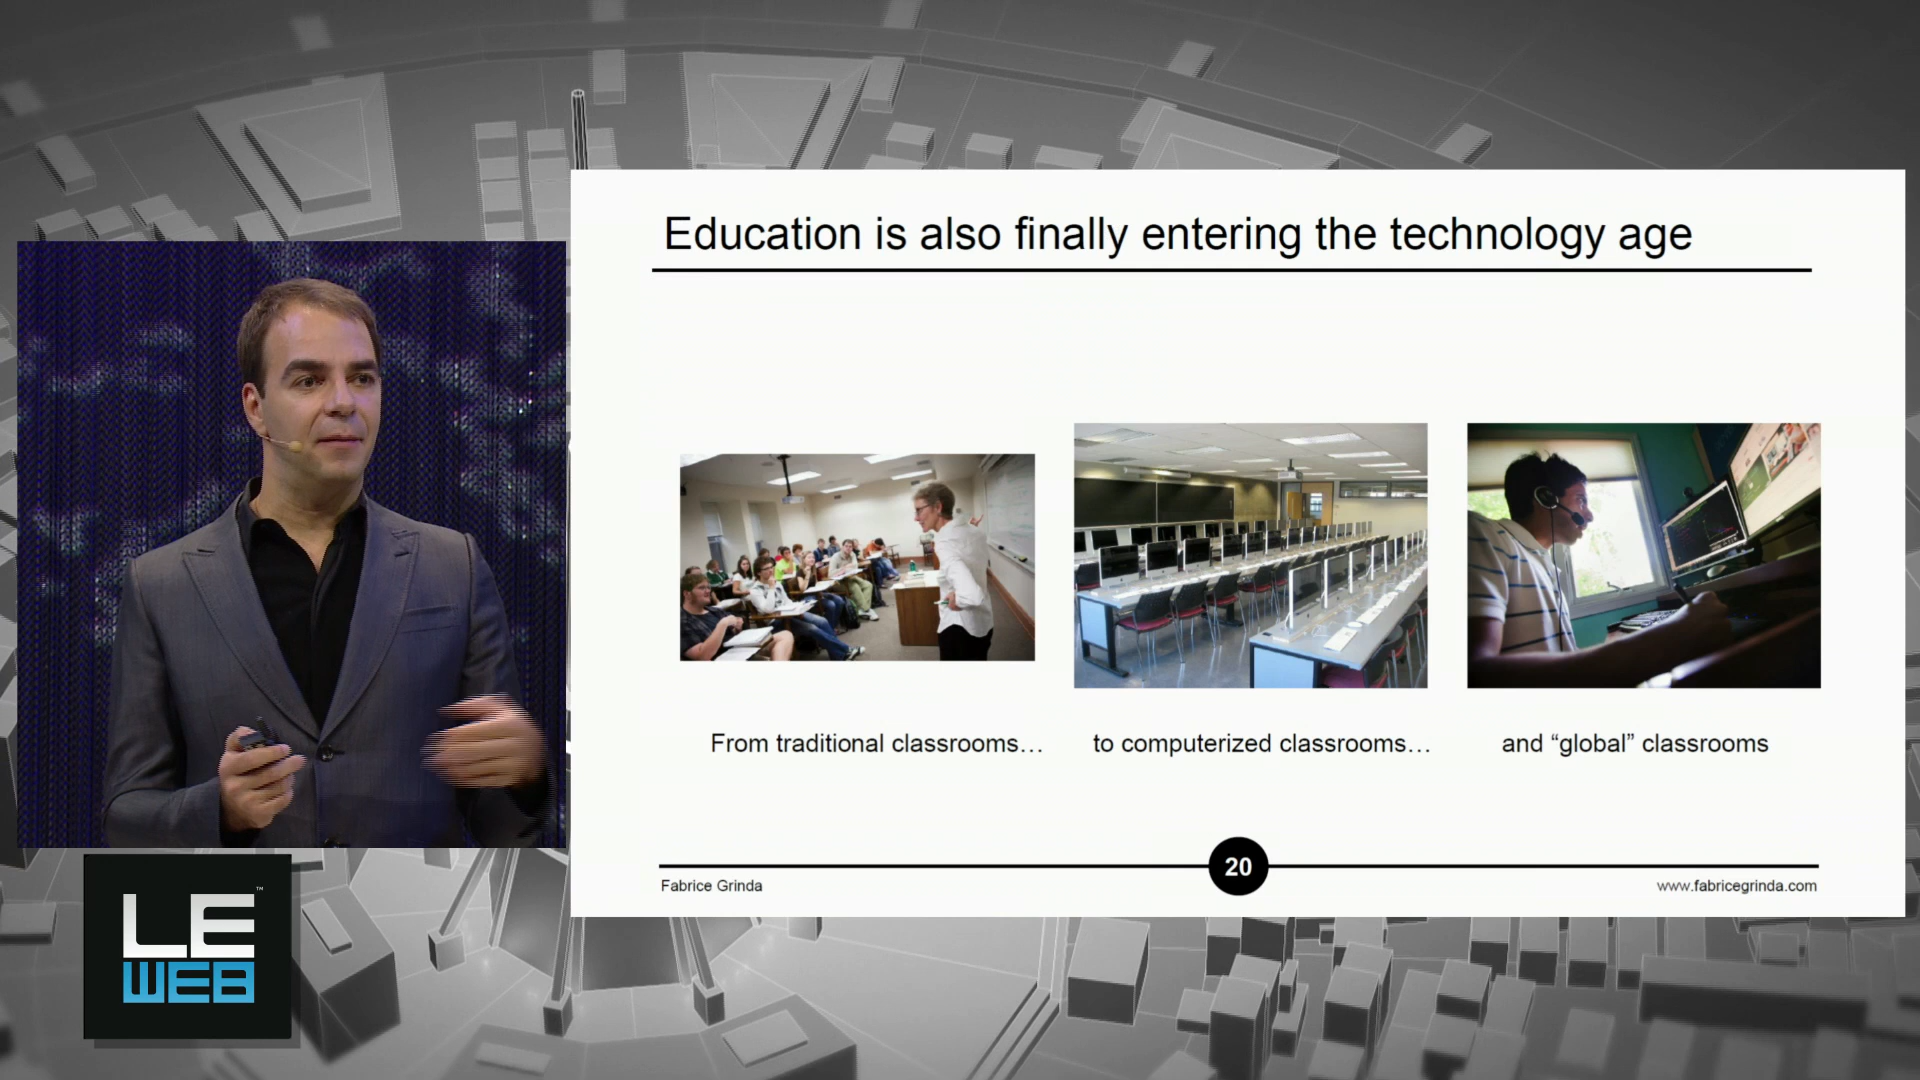 Education is also finally entering the technology age
From traditional classrooms…
to computerized classrooms…
and “global” classrooms
20
Fabrice Grinda
www.fabricegrinda.com
LE™
WEB